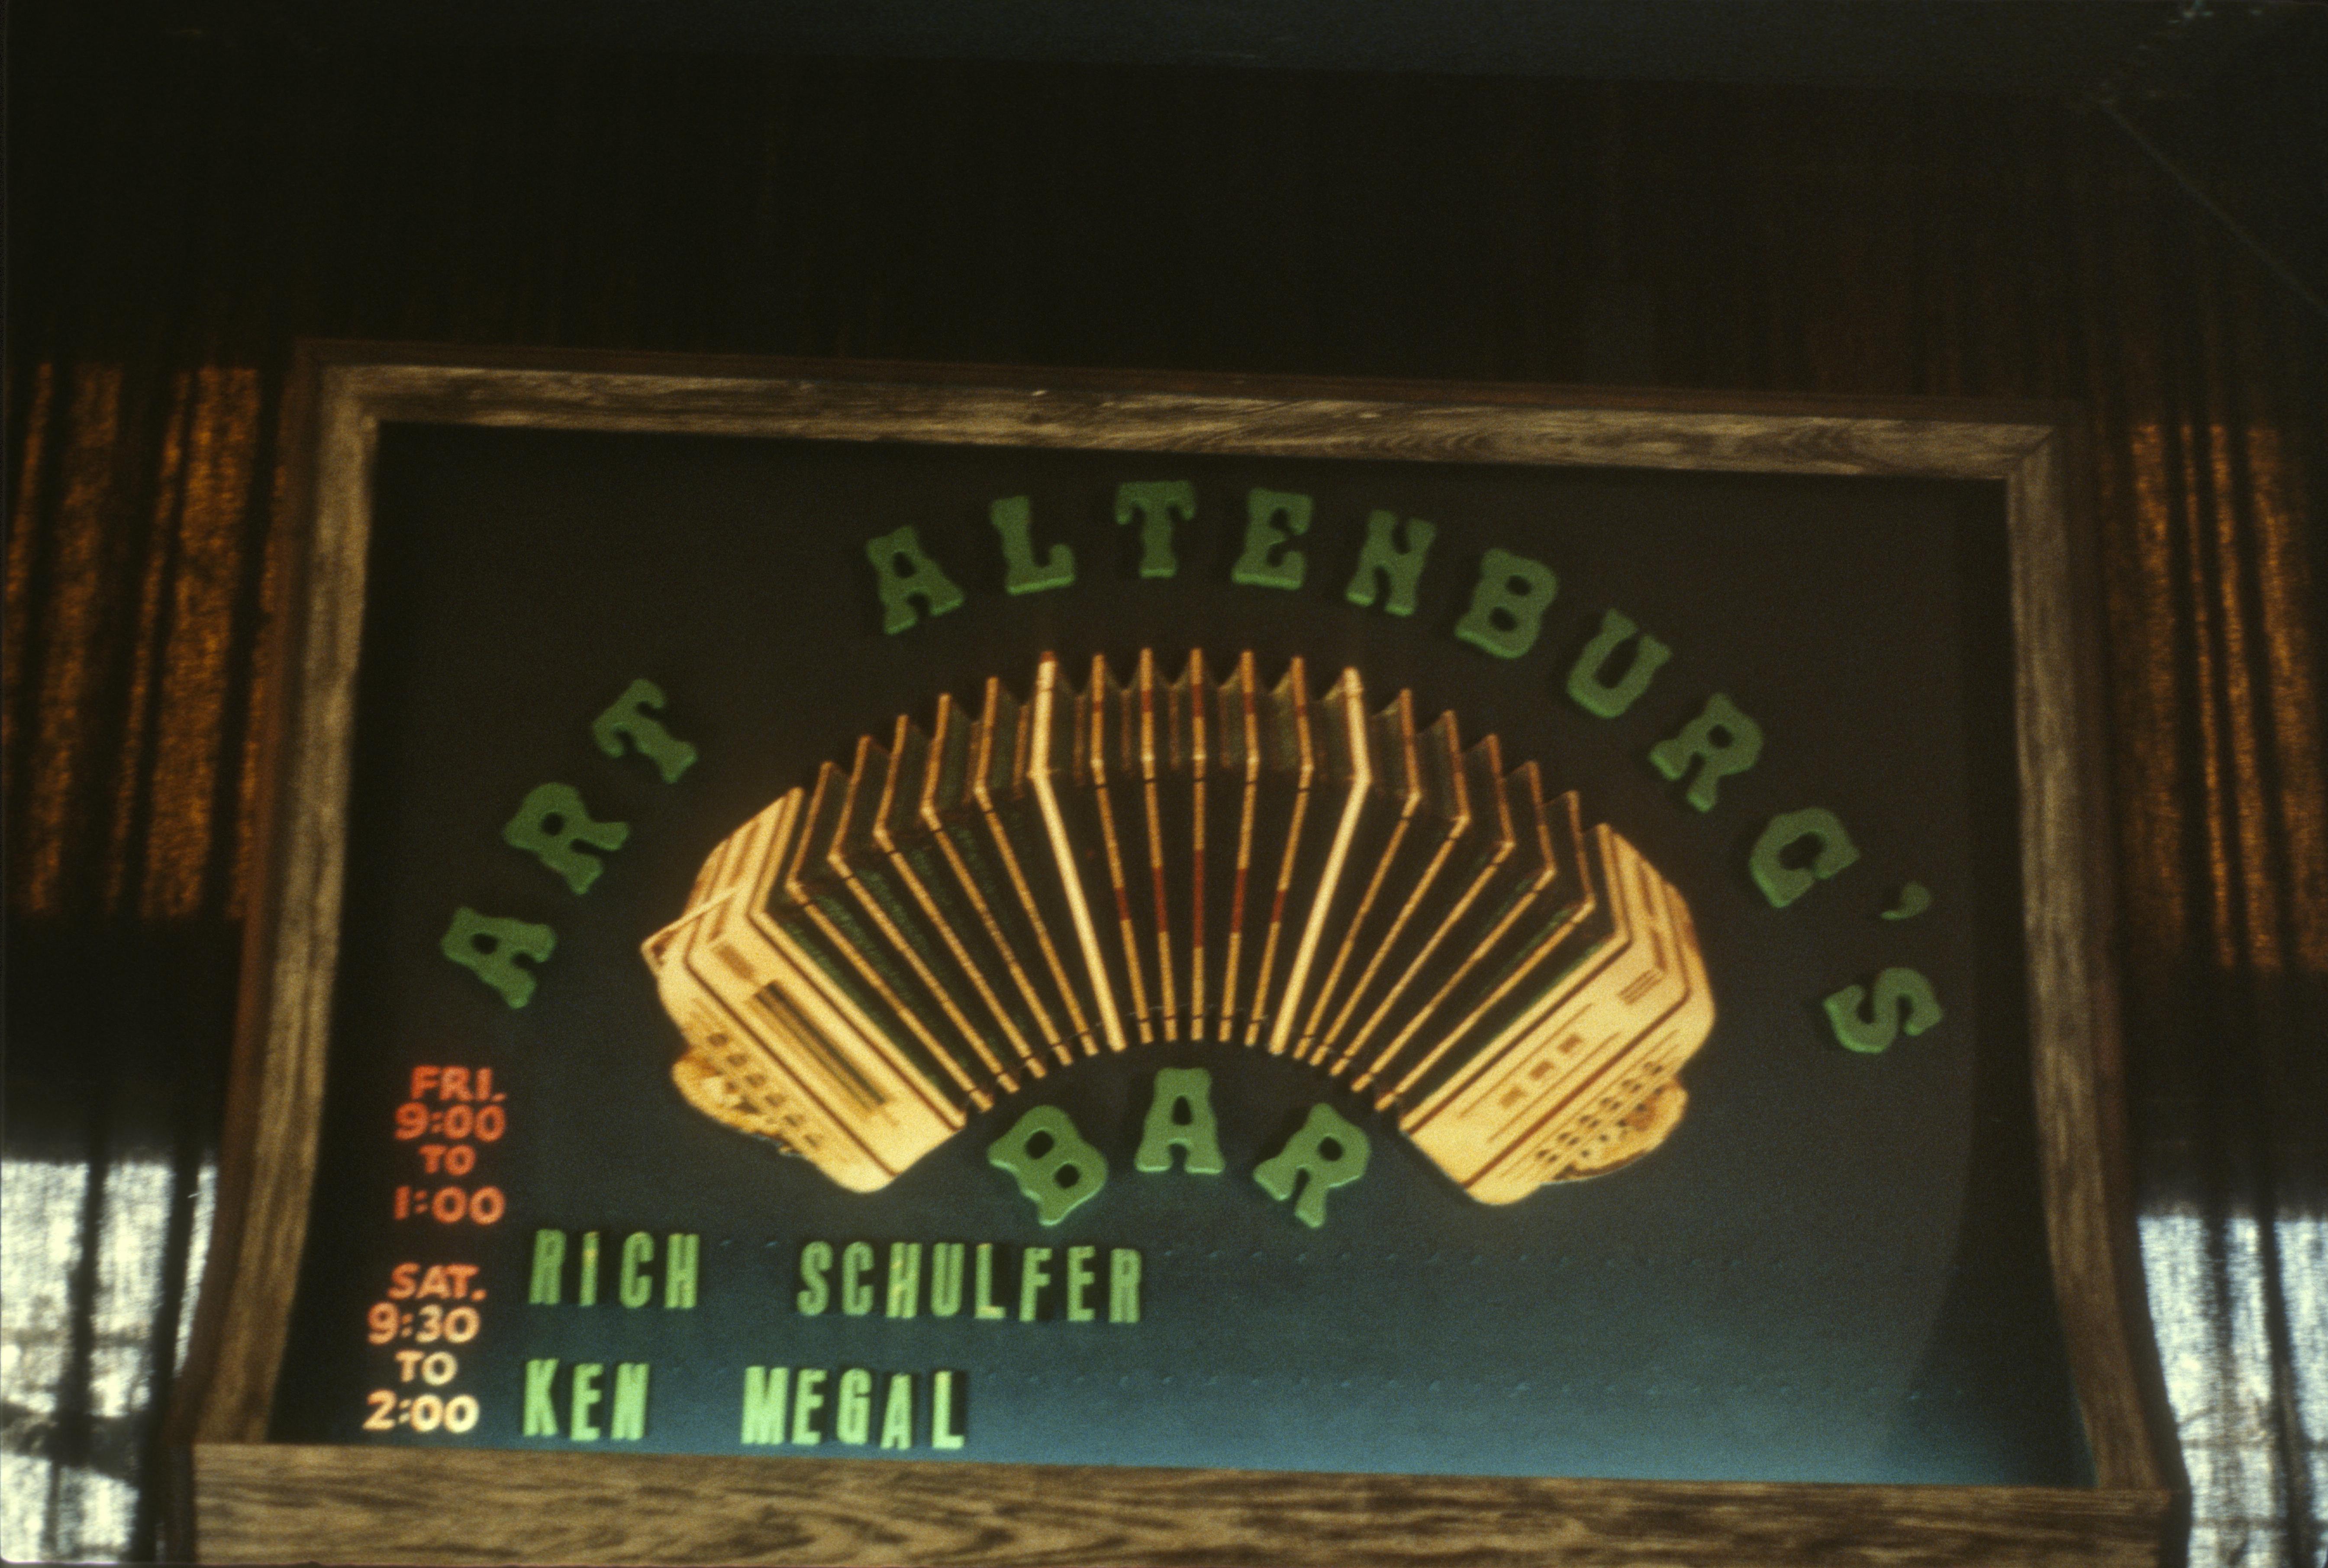 ART ALTENBURG'S
BAR
FRI.
9:00
TO
1:00
RICH SCHULFER
SAT.
9:30
TO
2:00
KEN MEGAL